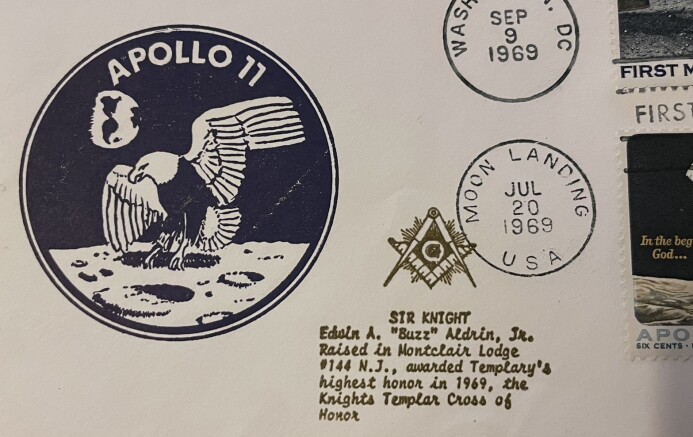 APOLLO 11
WASH
, DC
SEP
9
1969
FIRST M
FIRST
MOON LANDING
JUL
20
1969
USA
In the beg
God...
APO
SIX CENTS ·
G
SIR KNIGHT
Edwin A. "Buzz" Aldrin, Jr.
Raised in Montclair Lodge
#144 N.J., awarded Templary's
highest honor in 1969, the
Knights Templar Cross of
Honor